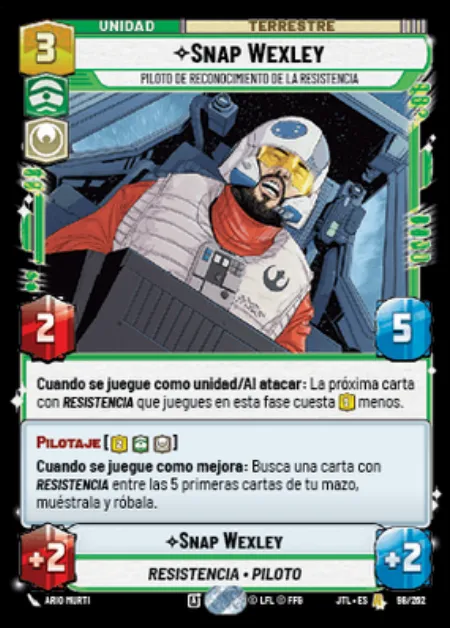 UNIDAD
TERRESTRE
3
Snap Wexley
PILOTO DE RECONOCIMIENTO DE LA RESISTENCIA
2
5
Cuando se juegue como unidad/Al atacar: La próxima carta
con RESISTENCIA que juegues en esta fase cuesta 1 menos.
PILOTAJE [2]
Cuando se juegue como mejora: Busca una carta con
RESISTENCIA entre las 5 primeras cartas de tu mazo,
muéstrala y róbala.
+2
Snap Wexley
+2
RESISTENCIA • PILOTO
ARIO MURTI
© LFL © FFG
JTL • ES
96/262